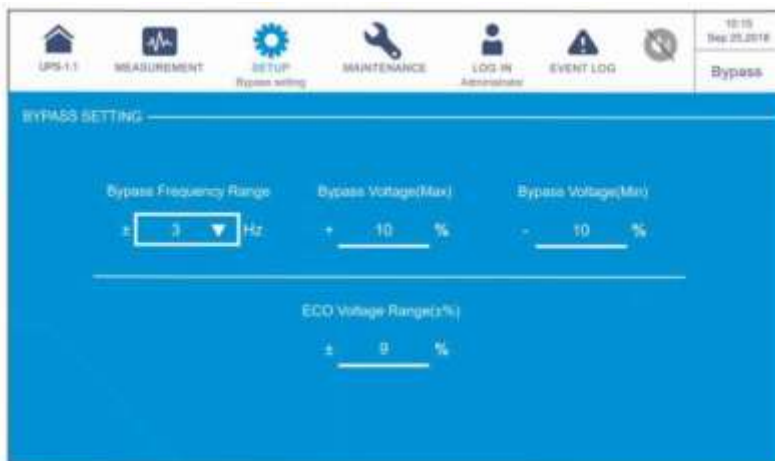 10:15
Sep 25,2018
UPS-1.1
MEASUREMENT
SETUP
Bypass setting
MAINTENANCE
LOG IN
Administrator
EVENT LOG
Bypass
BYPASS SETTING
Bypass Frequency Range
Bypass Voltage(Max)
Bypass Voltage(Min)
± 3 Hz
+ 10 %
- 10 %
ECO Voltage Range(±%)
± 9 %